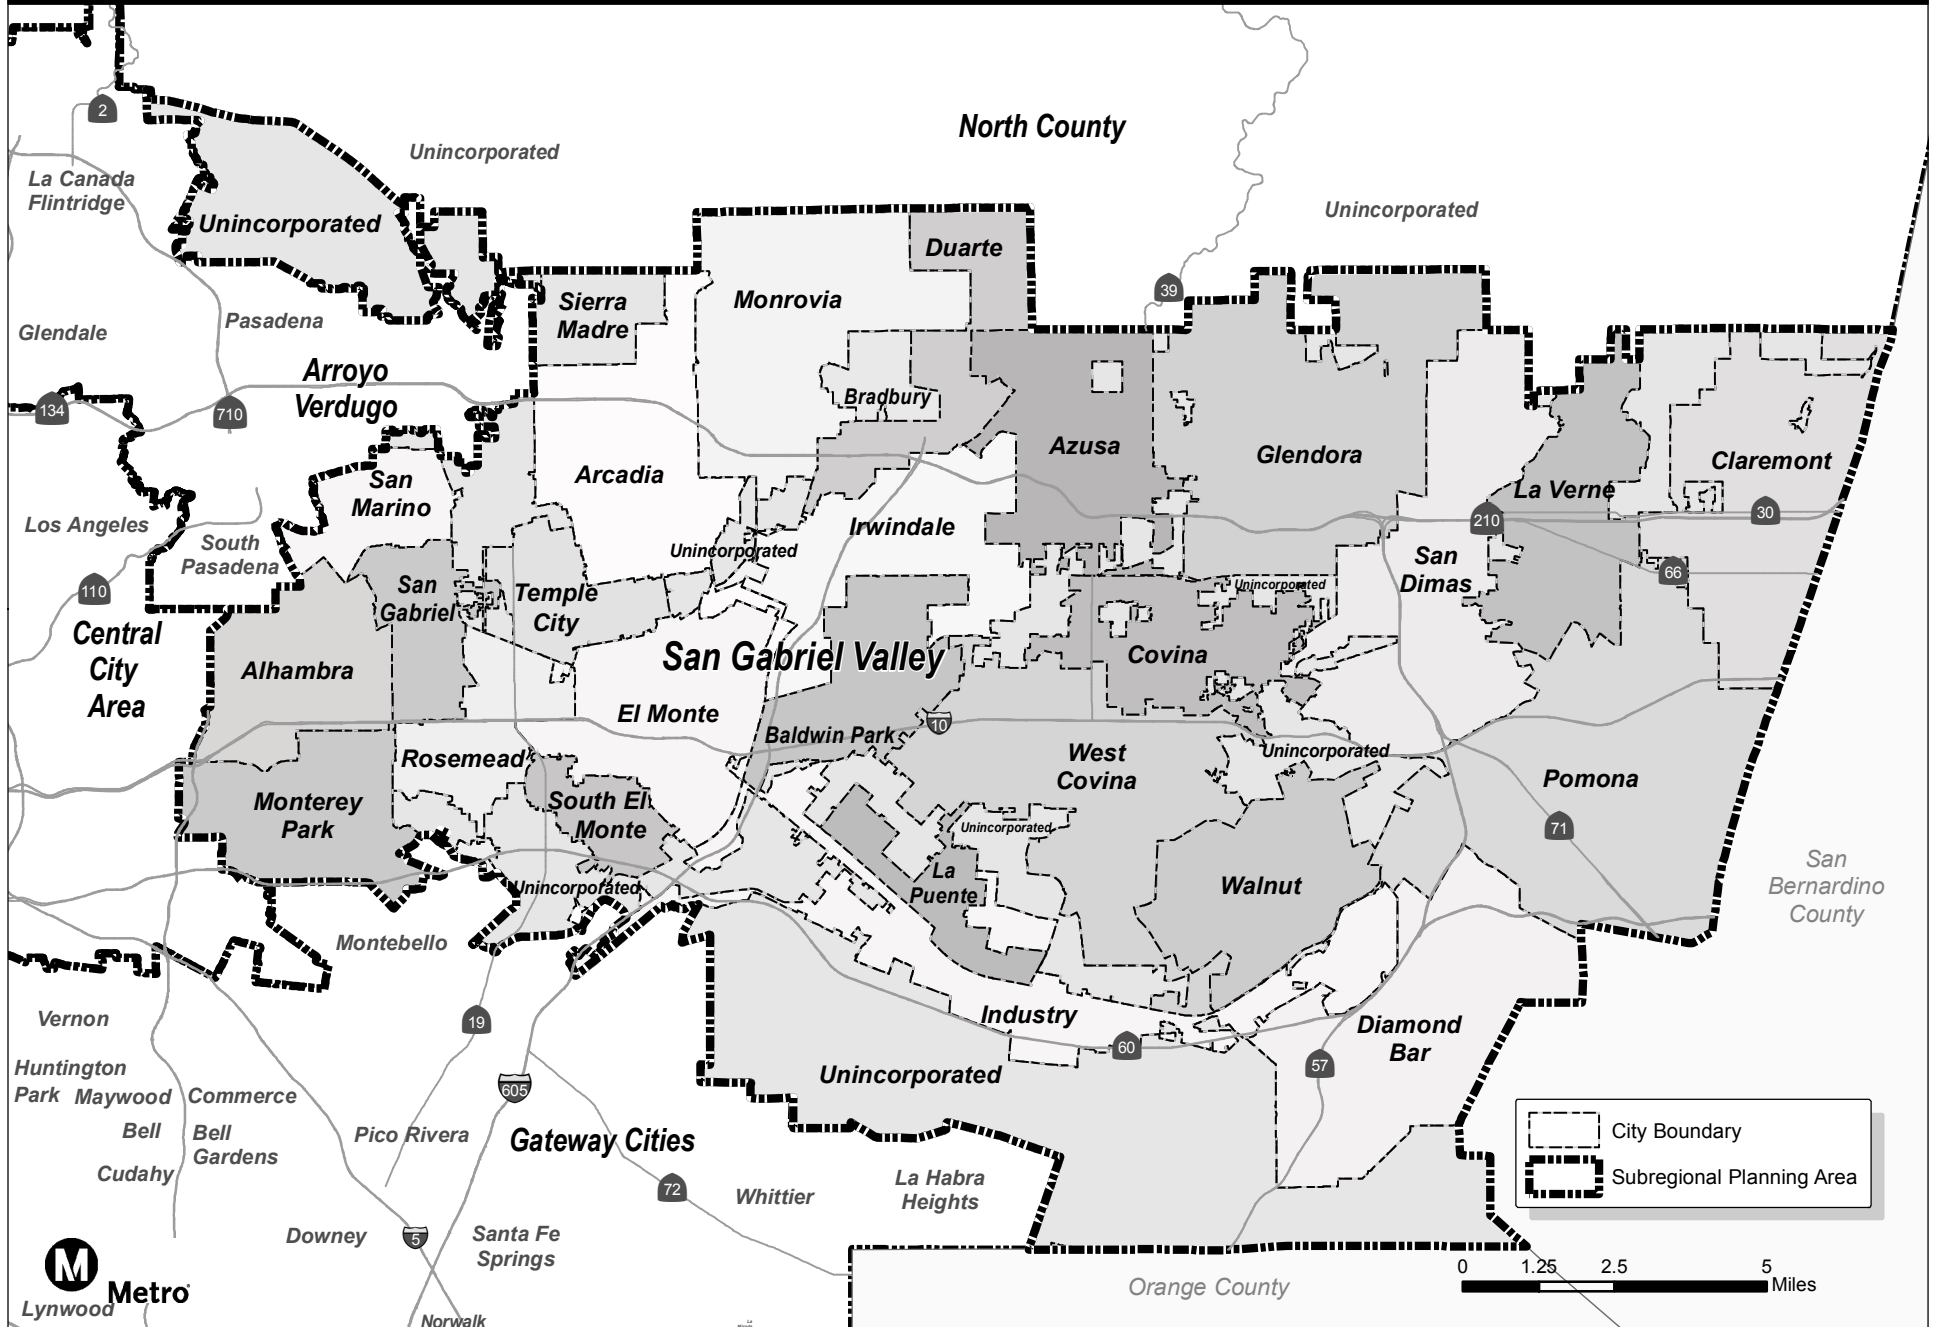 North County
2
Unincorporated
La Canada
Flintridge
Unincorporated
Unincorporated
Duarte
39
Sierra
Madre
Monrovia
Pasadena
Glendale
Arroyo
Verdugo
Bradbury
134
710
Azusa
Glendora
Claremont
Arcadia
San
Marino
La Verne
Los Angeles
Irwindale
210
30
South
Pasadena
Unincorporated
San
Dimas
66
San
Gabriel
Temple
City
Unincorporated
110
Central
City
Area
Alhambra
San Gabriel Valley
Covina
El Monte
10
Baldwin Park
Rosemead
West
Covina
Unincorporated
Pomona
Monterey
Park
South El
Monte
Unincorporated
71
San
Bernardino
County
La
Puente
Walnut
Unincorporated
Montebello
Vernon
19
Industry
Diamond
Bar
60
57
Huntington
Park
Maywood
Commerce
605
Unincorporated
Bell
Bell
Gardens
Pico Rivera
Gateway Cities
City Boundary
Cudahy
72
Whittier
La Habra
Heights
Subregional Planning Area
Downey
5
Santa Fe
Springs
M
Metro
Lynwood
Norwalk
Orange County
0
1.25
2.5
5
Miles